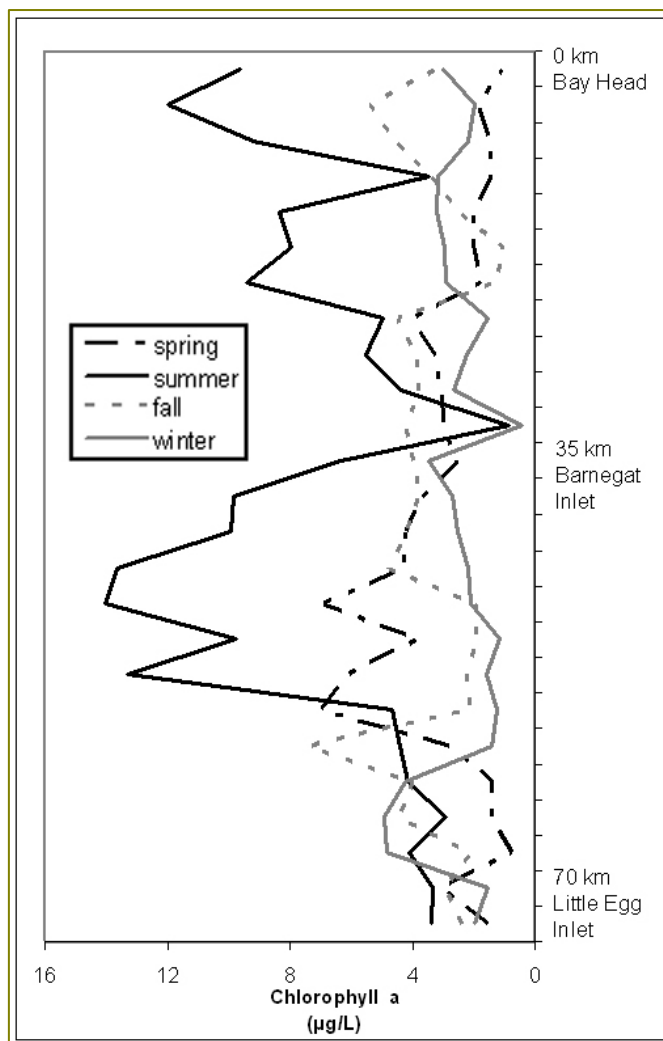 0 km
Bay Head
spring
summer
fall
winter
35 km
Barnegat
Inlet
70 km
Little Egg
Inlet
16 12 8 4 0
Chlorophyll a
(µg/L)